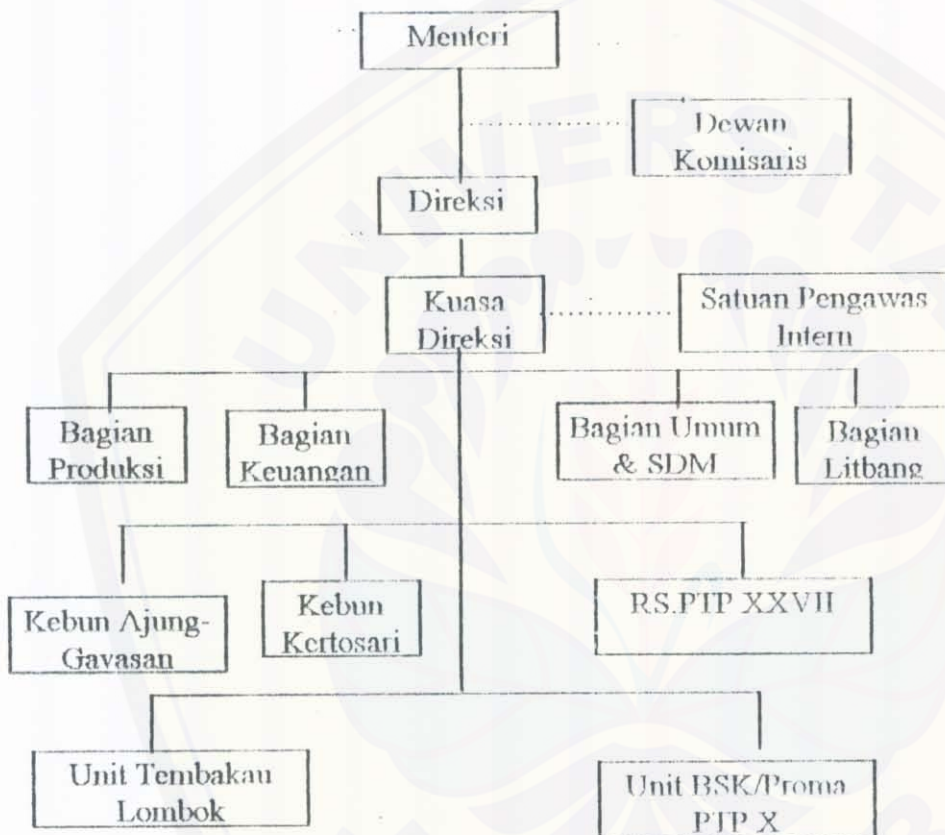 Menteri
Dewan
Komisaris
Direksi
Kuasa
Direksi
Satuan Pengawas
Intern
Bagian
Produksi
Bagian
Keuangan
Bagian Umum
& SDM
Bagian
Litbang
Kebun Ajung-
Gayasan
Kebun
Kertosari
RS.PTP XXVII
Unit Tembakau
Lombok
Unit BSK/Proma
PTP X
UNIVERSITA